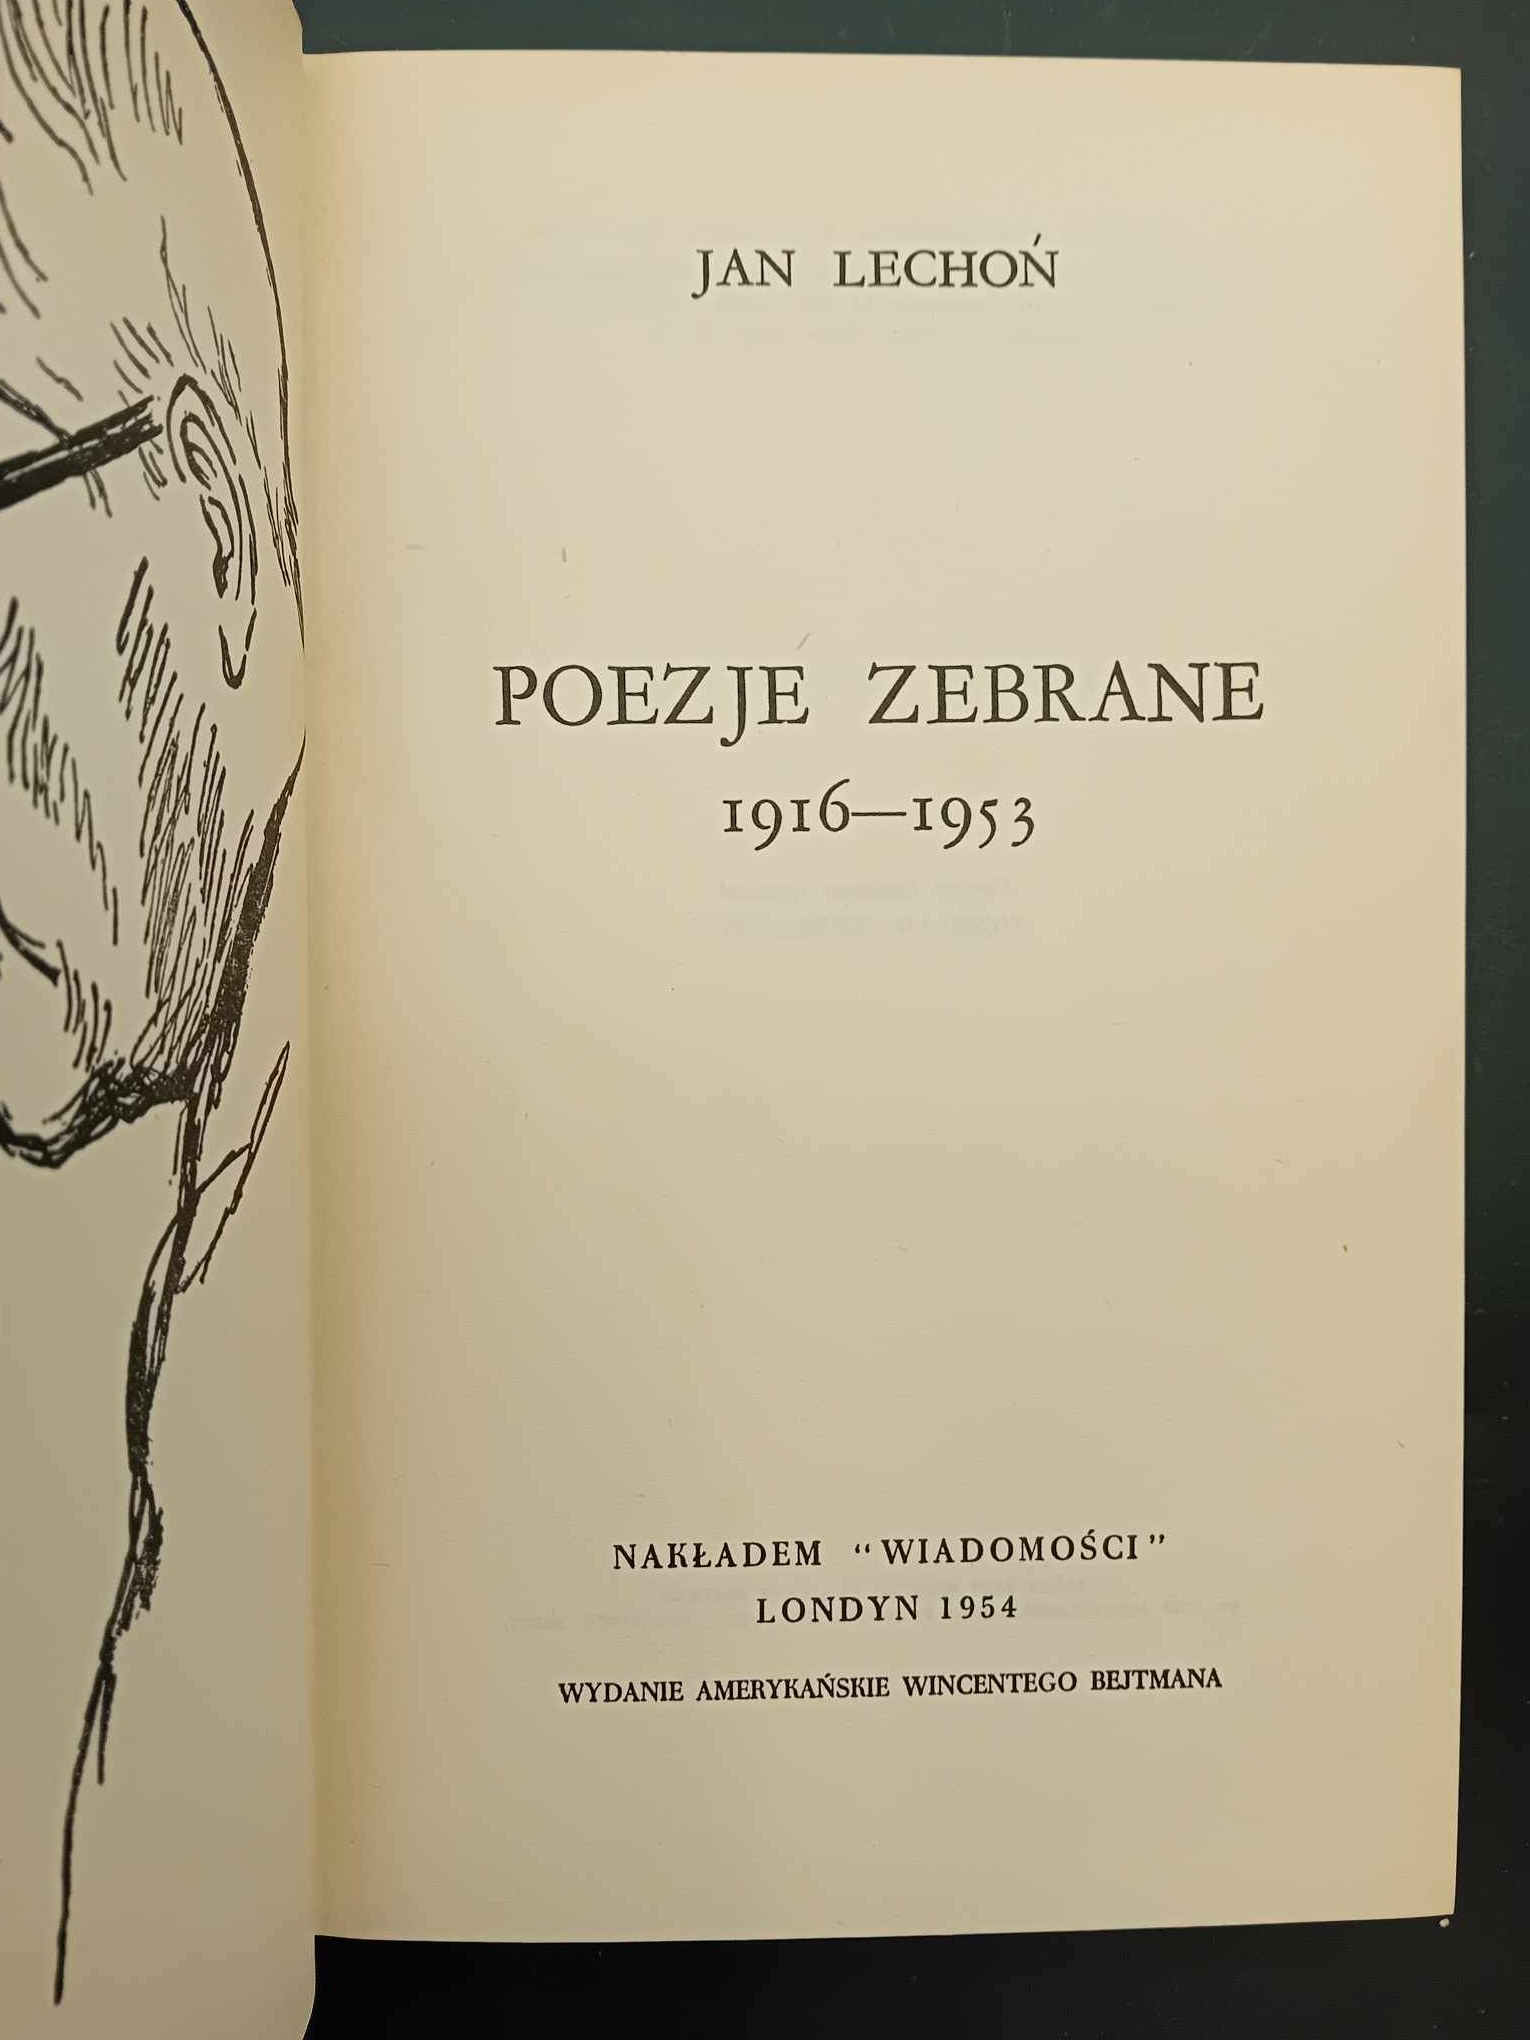 JAN LECHOŃ
POEZJE ZEBRANE
1916—1953
NAKŁADEM “WIADOMOŚCI”
LONDYN 1954
WYDANIE AMERYKAŃSKIE WINCENTEGO BEJTMANA